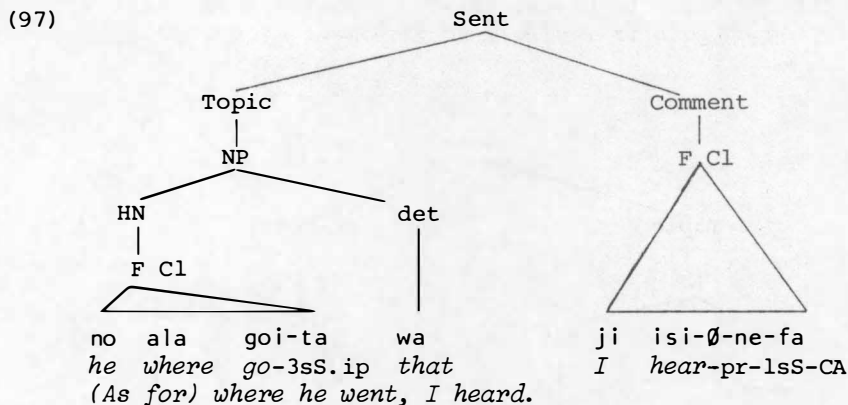 (97) Sent
Topic Comment
NP F Cl
HN det
F Cl
no ala goi-ta wa ji isi-Ø-ne-fa
he where go-3sS.ip that I hear-pr-1sS-CA
(As for) where he went, I heard.